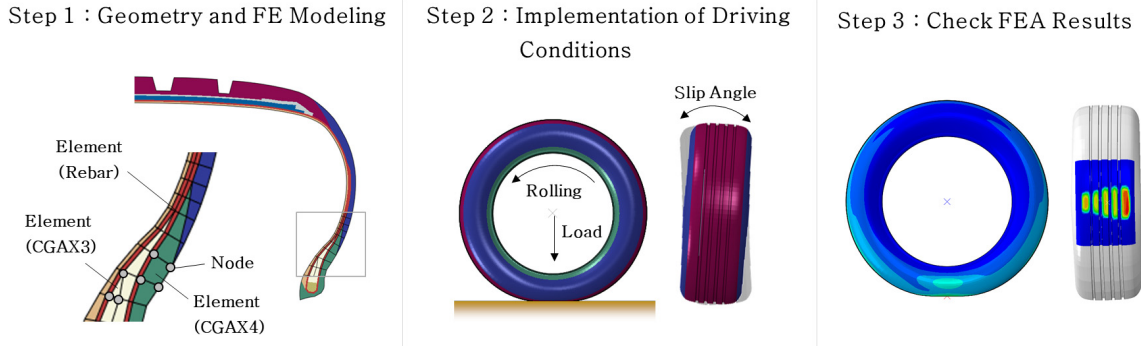 Step 1 : Geometry and FE Modeling
Element
(Rebar)
Element
(CGAX3)
Node
Element
(CGAX4)
Step 2 : Implementation of Driving
Conditions
Slip Angle
Rolling
Load
Step 3 : Check FEA Results